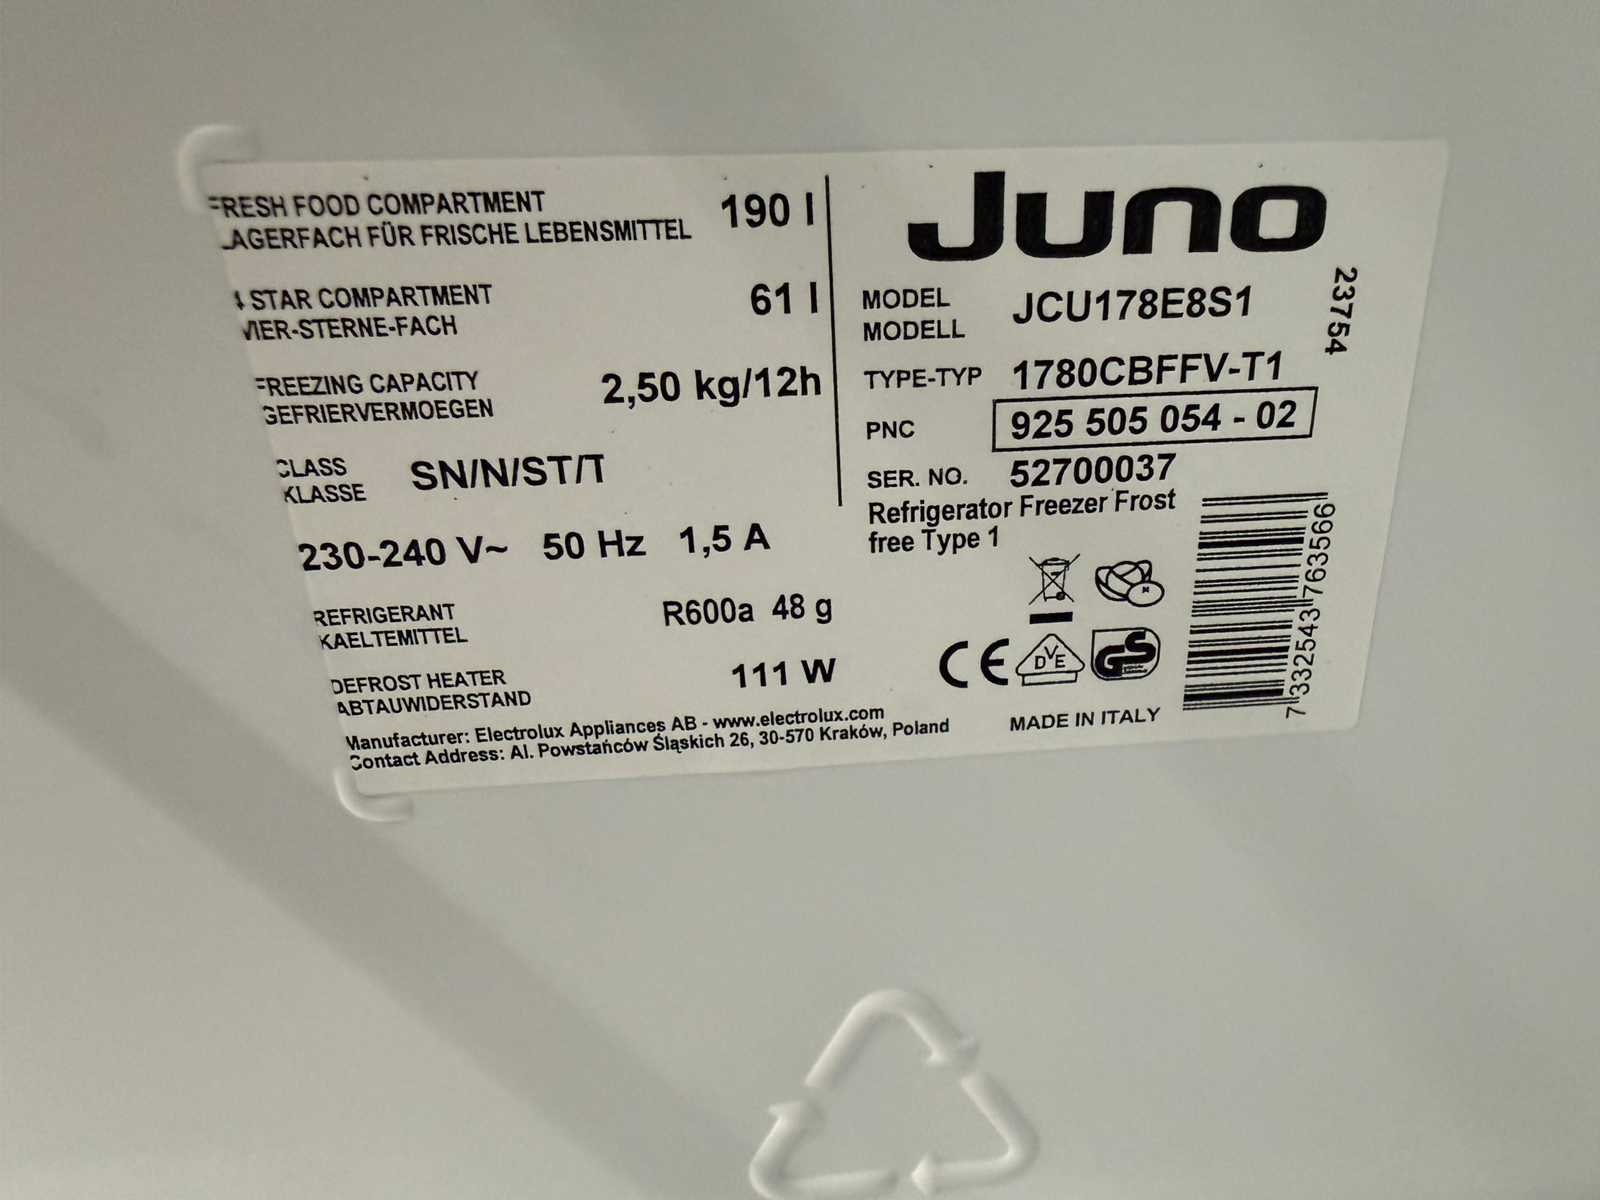 FRESH FOOD COMPARTMENT
LAGERFACH FÜR FRISCHE LEBENSMITTEL 190 l
4 STAR COMPARTMENT
VIER-STERNE-FACH 61 l
FREEZING CAPACITY
GEFRIERVERMOEGEN 2,50 kg/12h
CLASS
KLASSE SN/N/ST/T
230-240 V~ 50 Hz 1,5 A
REFRIGERANT
KAELTEMITTEL R600a 48 g
DEFROST HEATER
ABTAUWIDERSTAND 111 W
Manufacturer: Electrolux Appliances AB - www.electrolux.com
Contact Address: Al. Powstańców Śląskich 26, 30-570 Kraków, Poland
Juno
MODEL
MODELL JCU178E8S1
TYPE-TYP 1780CBFFV-T1
PNC 925 505 054 - 02
SER. NO. 52700037
Refrigerator Freezer Frost
free Type 1
23754
CE DVE GS
MADE IN ITALY
7332543763566